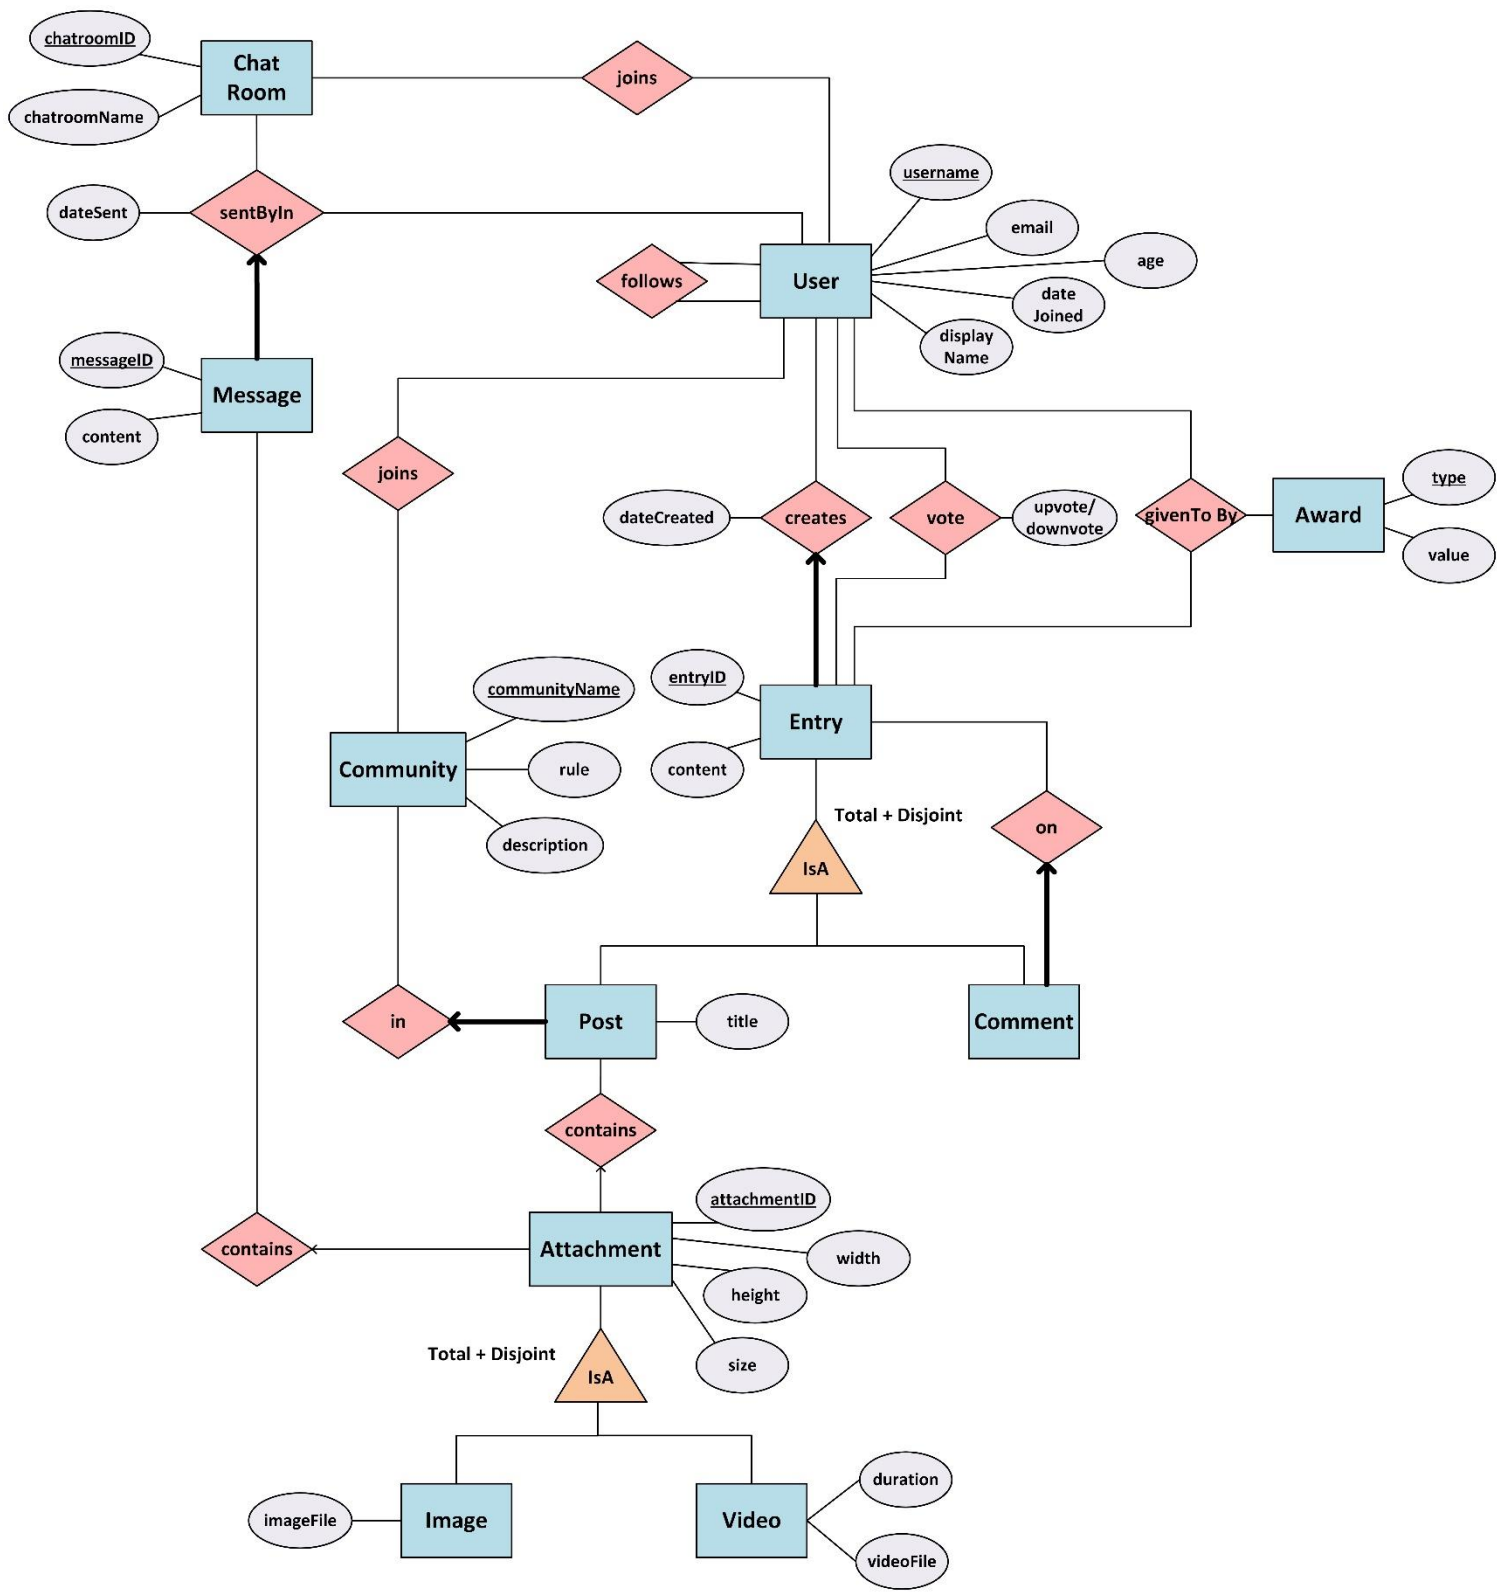 chatroomID
Chat
Room
joins
chatroomName
username
dateSent
sentByIn
email
age
follows
User
date
Joined
display
Name
messageID
Message
content
joins
type
dateCreated
creates
vote
upvote/
downvote
givenTo By
Award
value
communityName
entryID
Entry
Community
rule
content
Total + Disjoint
on
description
IsA
in
Post
title
Comment
contains
attachmentID
contains
Attachment
width
height
Total + Disjoint
size
IsA
duration
imageFile
Image
Video
videoFile